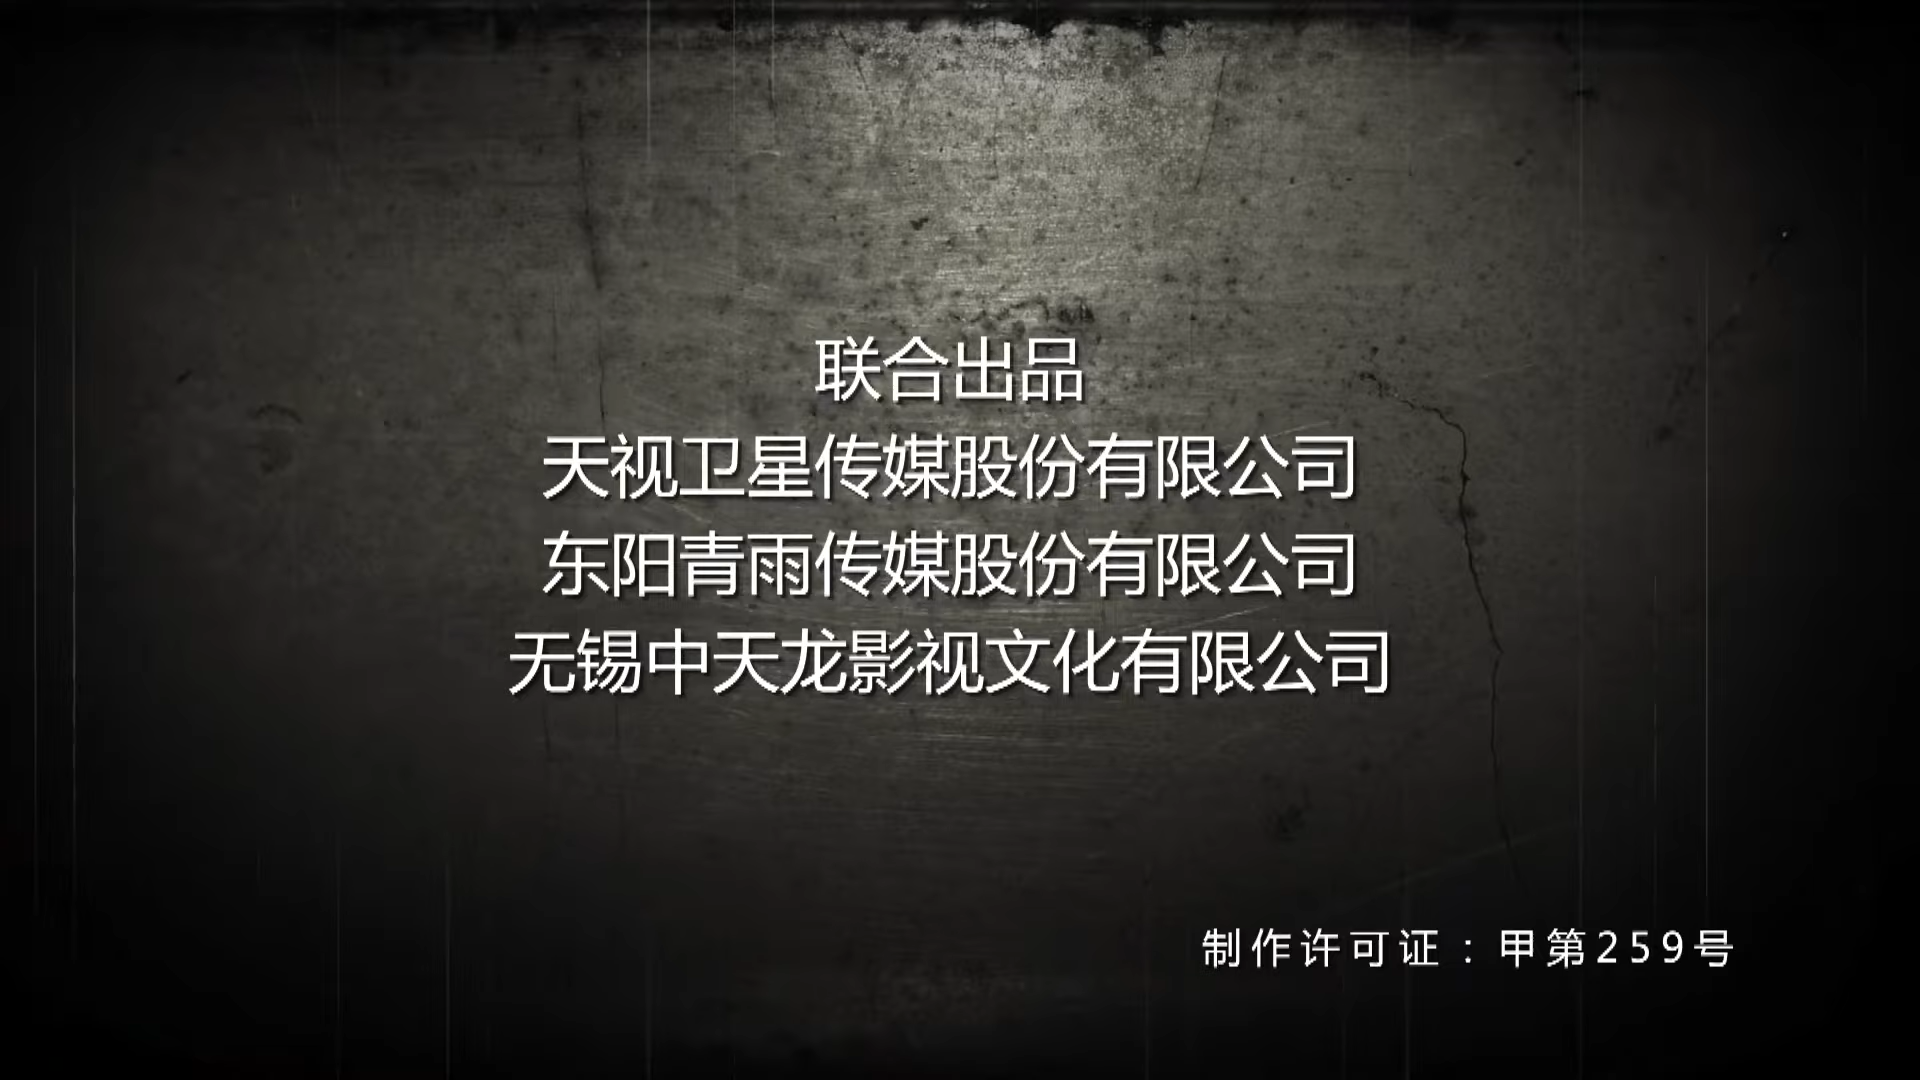 联合出品
天视卫星传媒股份有限公司
东阳青雨传媒股份有限公司
无锡中天龙影视文化有限公司
制作许可证：甲第259号